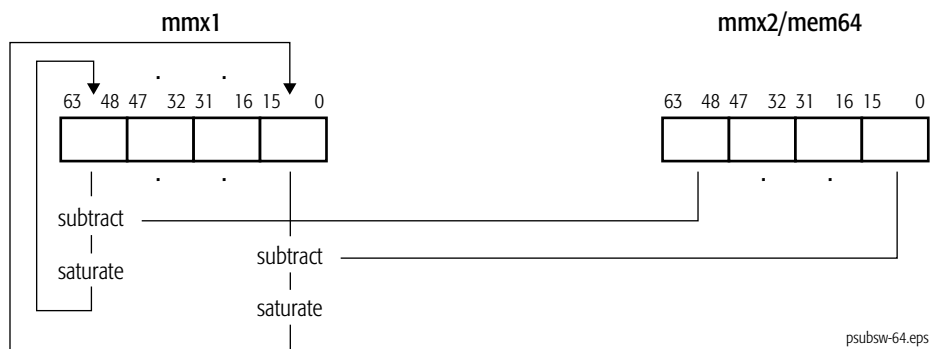 mmx1 mmx2/mem64
. . 
63 48 47 32 31 16 15 0 63 48 47 32 31 16 15 0
. . . .
subtract
subtract
saturate
saturate
psubsw-64.eps